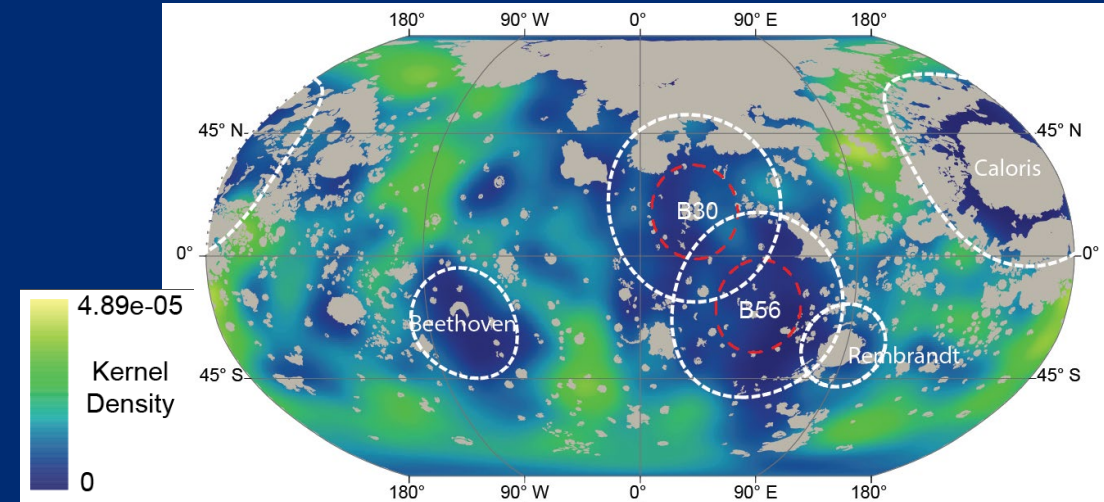 180° 90° W 0° 90° E 180°
45° N 45° N
Caloris
B30
0° 0°
4.89e-05
B56
Beethoven
Rembrandt
Kernel
Density
45° S 45° S
0
180° 90° W 0° 90° E 180°